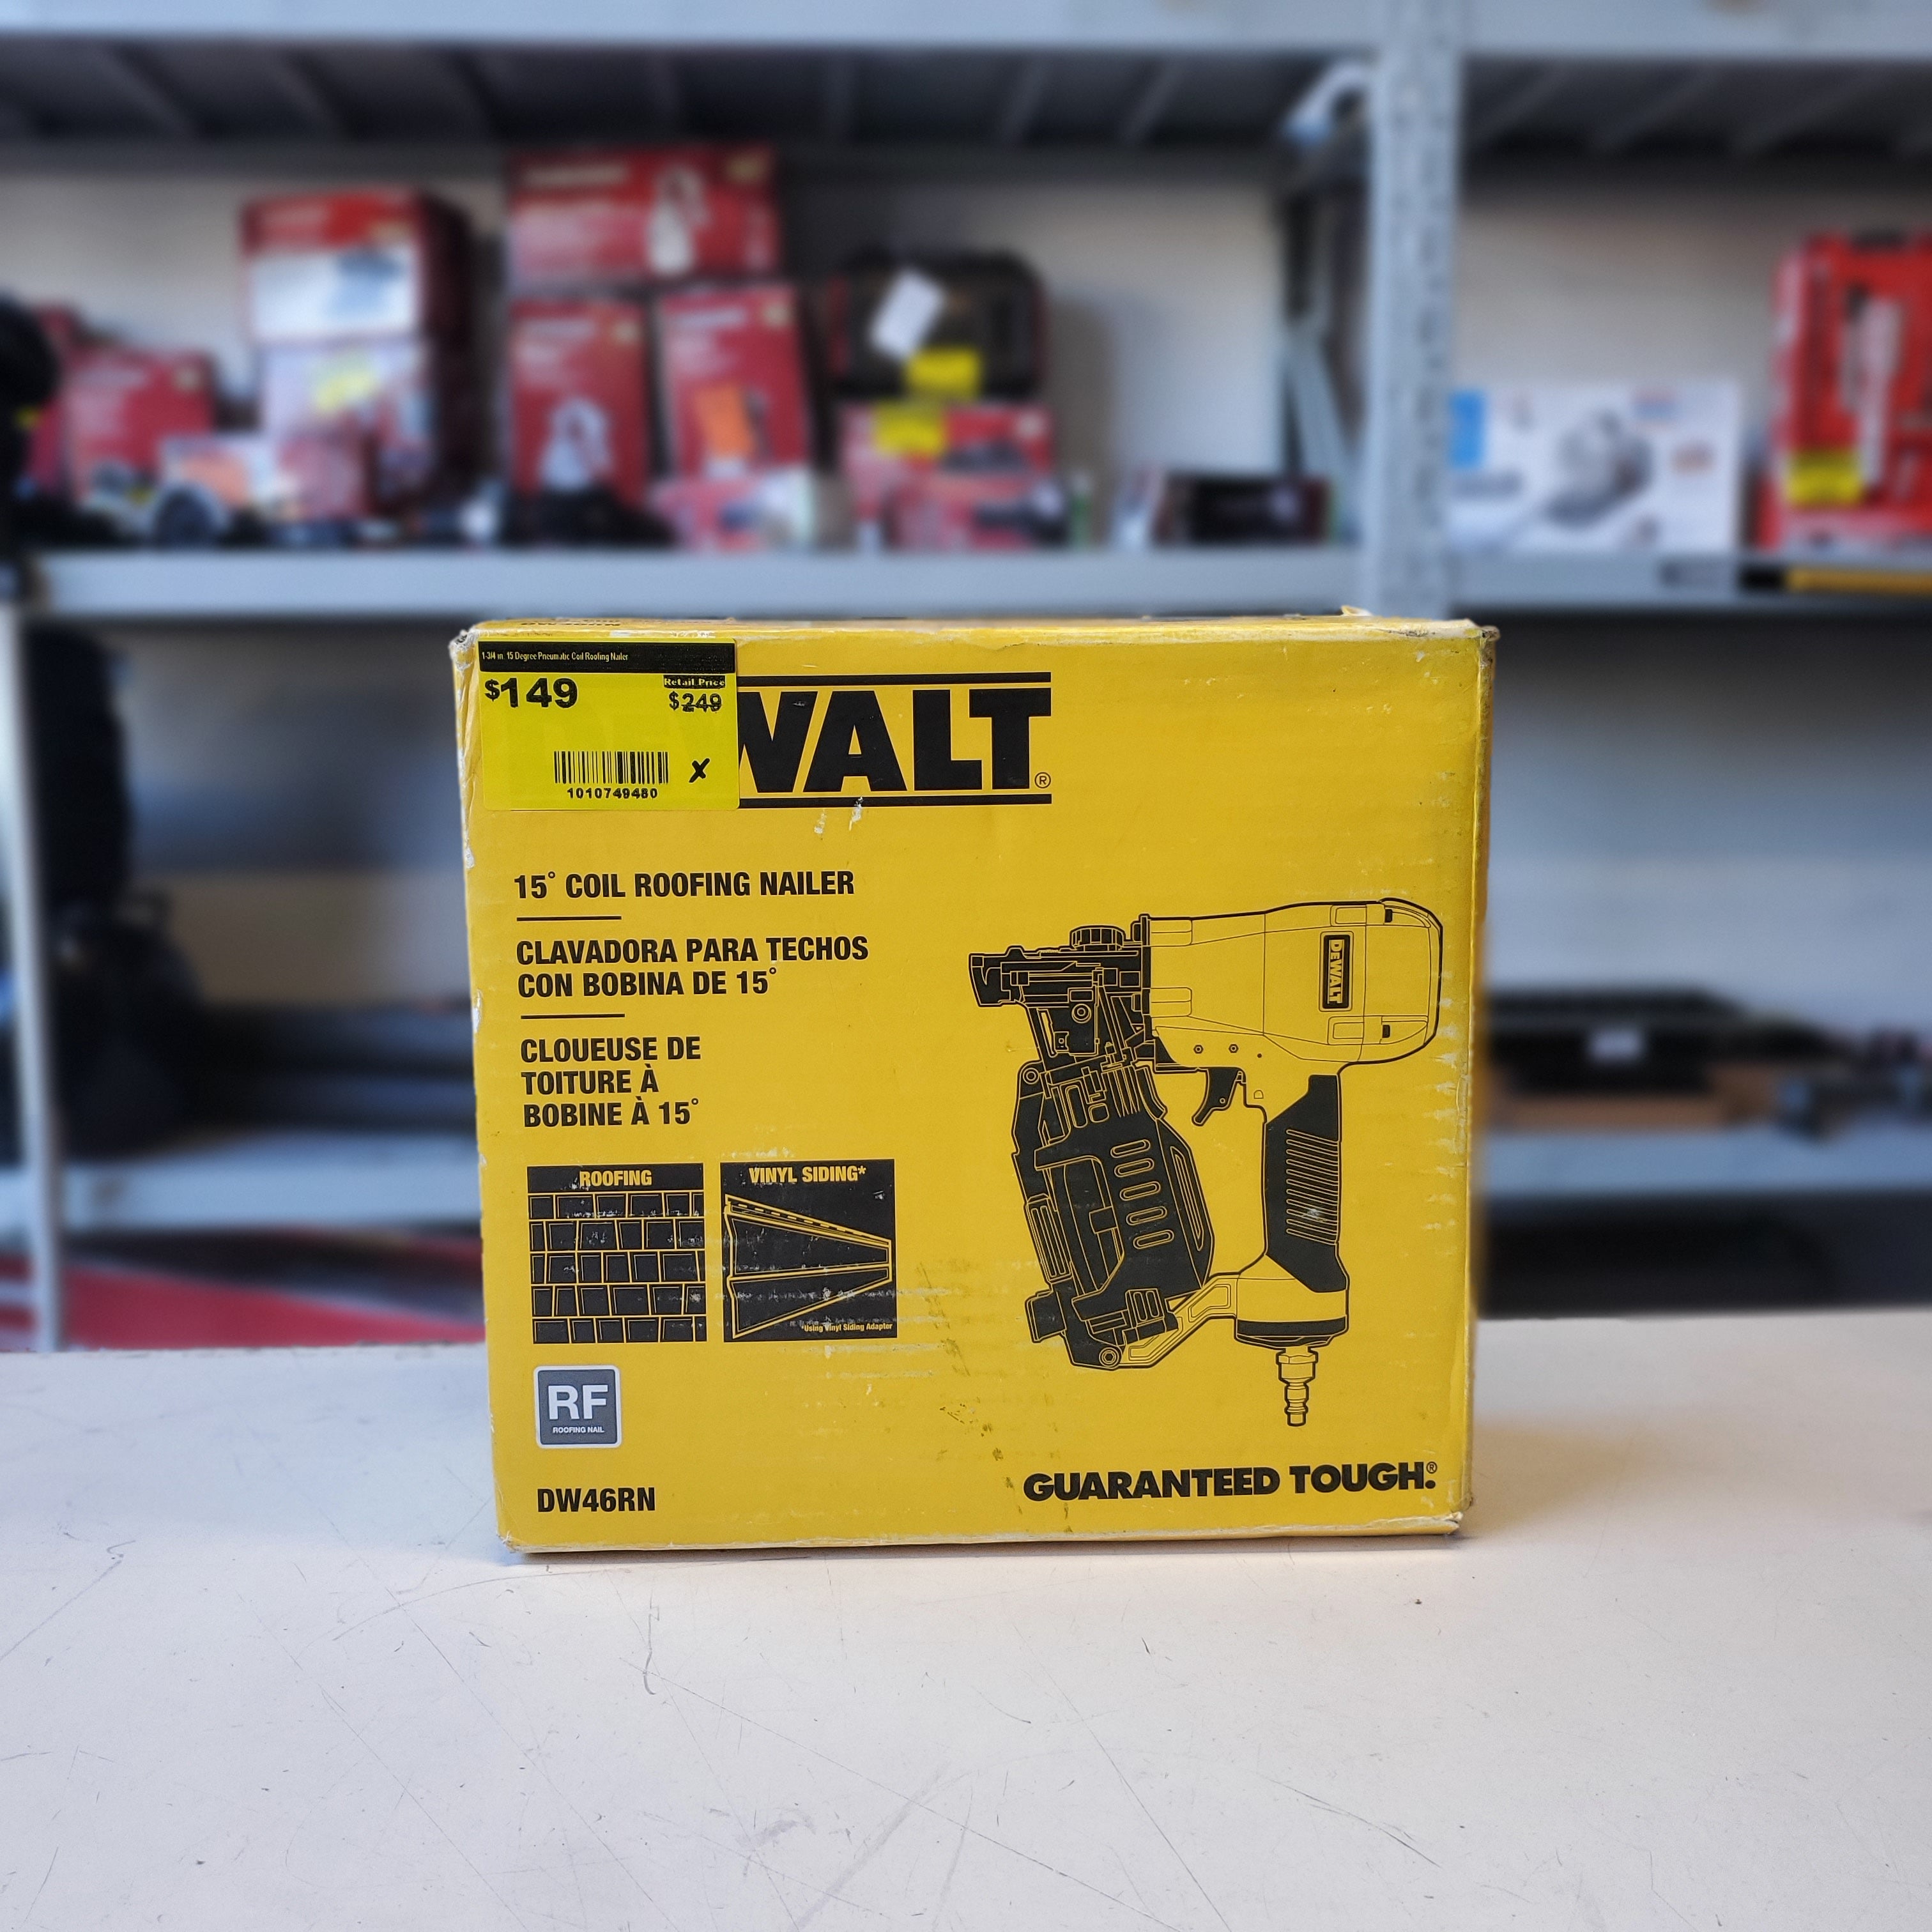 1-3/4 in. 15 Degree Pneumatic Coil Roofing Nailer
$149
Retail Price
$249
1010749480
X
WALT®
15° COIL ROOFING NAILER
CLAVADORA PARA TECHOS
CON BOBINA DE 15°
CLOUEUSE DE
TOITURE À
BOBINE À 15°
ROOFING
VINYL SIDING*
*Using Vinyl Siding Adaptor
DEWALT
RF
ROOFING NAIL
DW46RN
GUARANTEED TOUGH.®